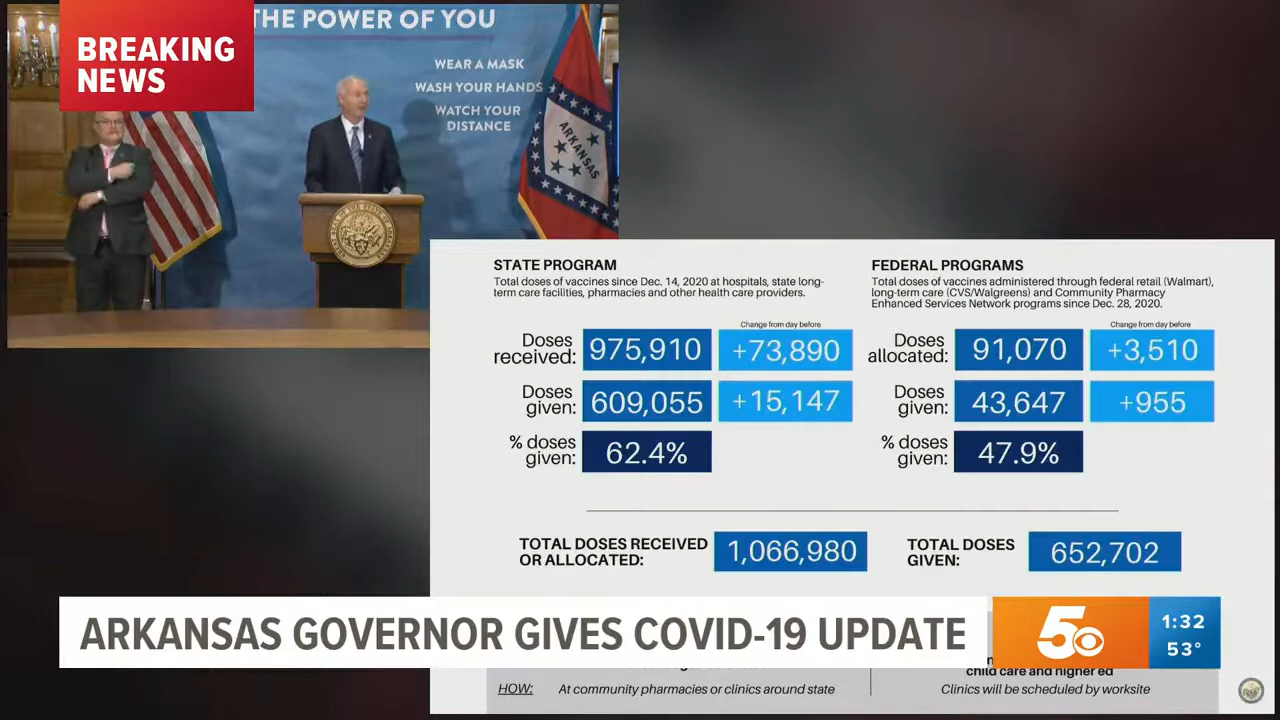 BREAKING
NEWS
THE POWER OF YOU
WEAR A MASK
WASH YOUR HANDS
WATCH YOUR
DISTANCE
ARKANSAS
STATE PROGRAM
Total doses of vaccines since Dec. 14, 2020 at hospitals, state long-
term care facilities, pharmacies and other health care providers.
Change from day before
Doses
received:
975,910
+73,890
Doses
given:
609,055
+15,147
% doses
given:
62.4%
FEDERAL PROGRAMS
Total doses of vaccines administered through federal retail (Walmart),
long-term care (CVS/Walgreens) and Community Pharmacy
Enhanced Services Network programs since Dec. 28, 2020.
Change from day before
Doses
allocated:
91,070
+3,510
Doses
given:
43,647
+955
% doses
given:
47.9%
TOTAL DOSES RECEIVED
OR ALLOCATED:
1,066,980
TOTAL DOSES
GIVEN:
652,702
ARKANSAS GOVERNOR GIVES COVID-19 UPDATE
5
1:32
53°
child care and higher ed
HOW:
At community pharmacies or clinics around state
Clinics will be scheduled by worksite